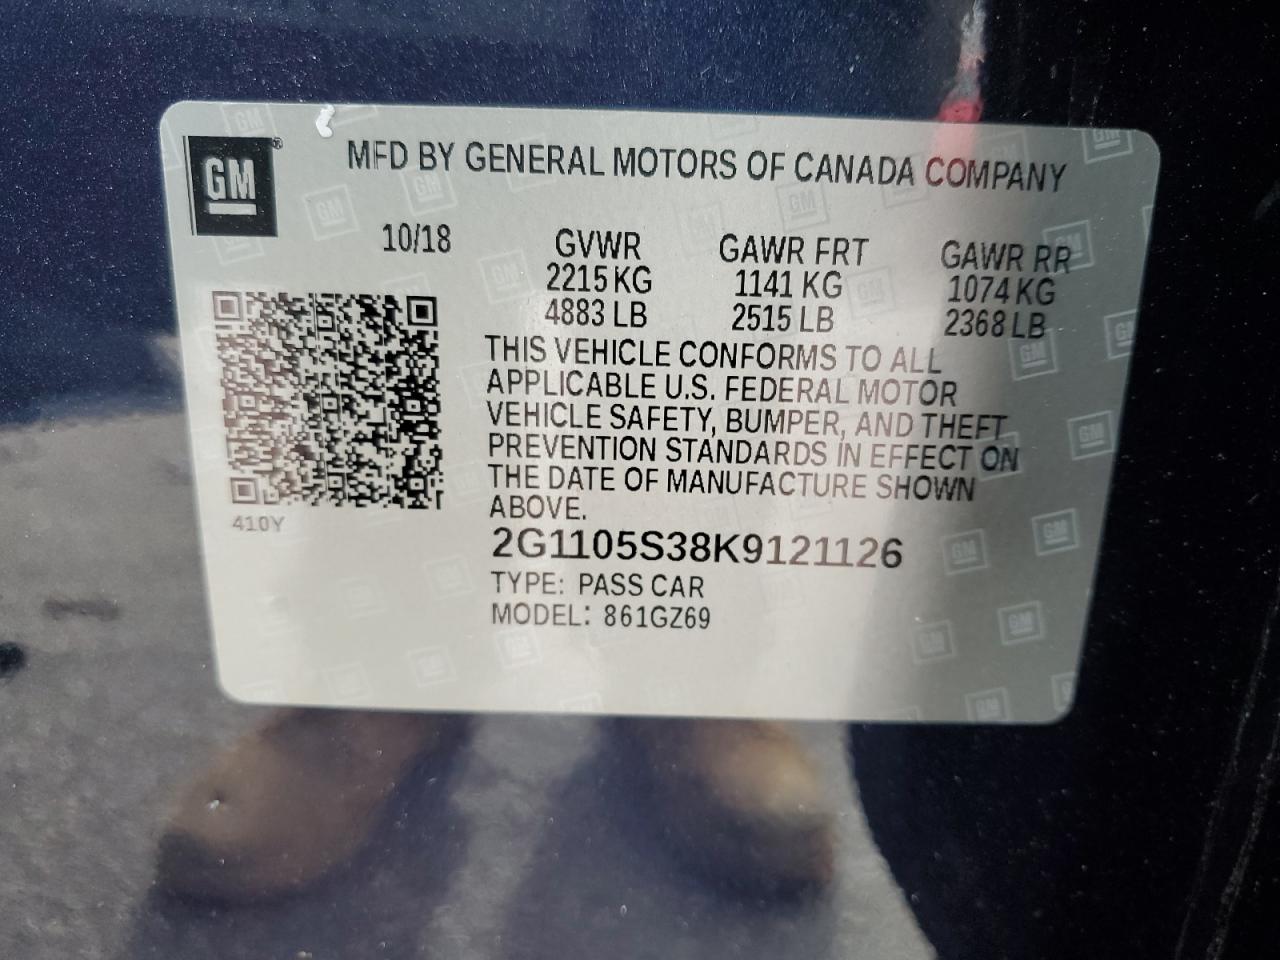 GM
MFD BY GENERAL MOTORS OF CANADA COMPANY
10/18
GVWR
2215 KG
4883 LB
GAWR FRT
1141 KG
2515 LB
GAWR RR
1074 KG
2368 LB
THIS VEHICLE CONFORMS TO ALL
APPLICABLE U.S. FEDERAL MOTOR
VEHICLE SAFETY, BUMPER, AND THEFT
PREVENTION STANDARDS IN EFFECT ON
THE DATE OF MANUFACTURE SHOWN
ABOVE.
410Y
2G1105S38K9121126
TYPE: PASS CAR
MODEL: 861GZ69